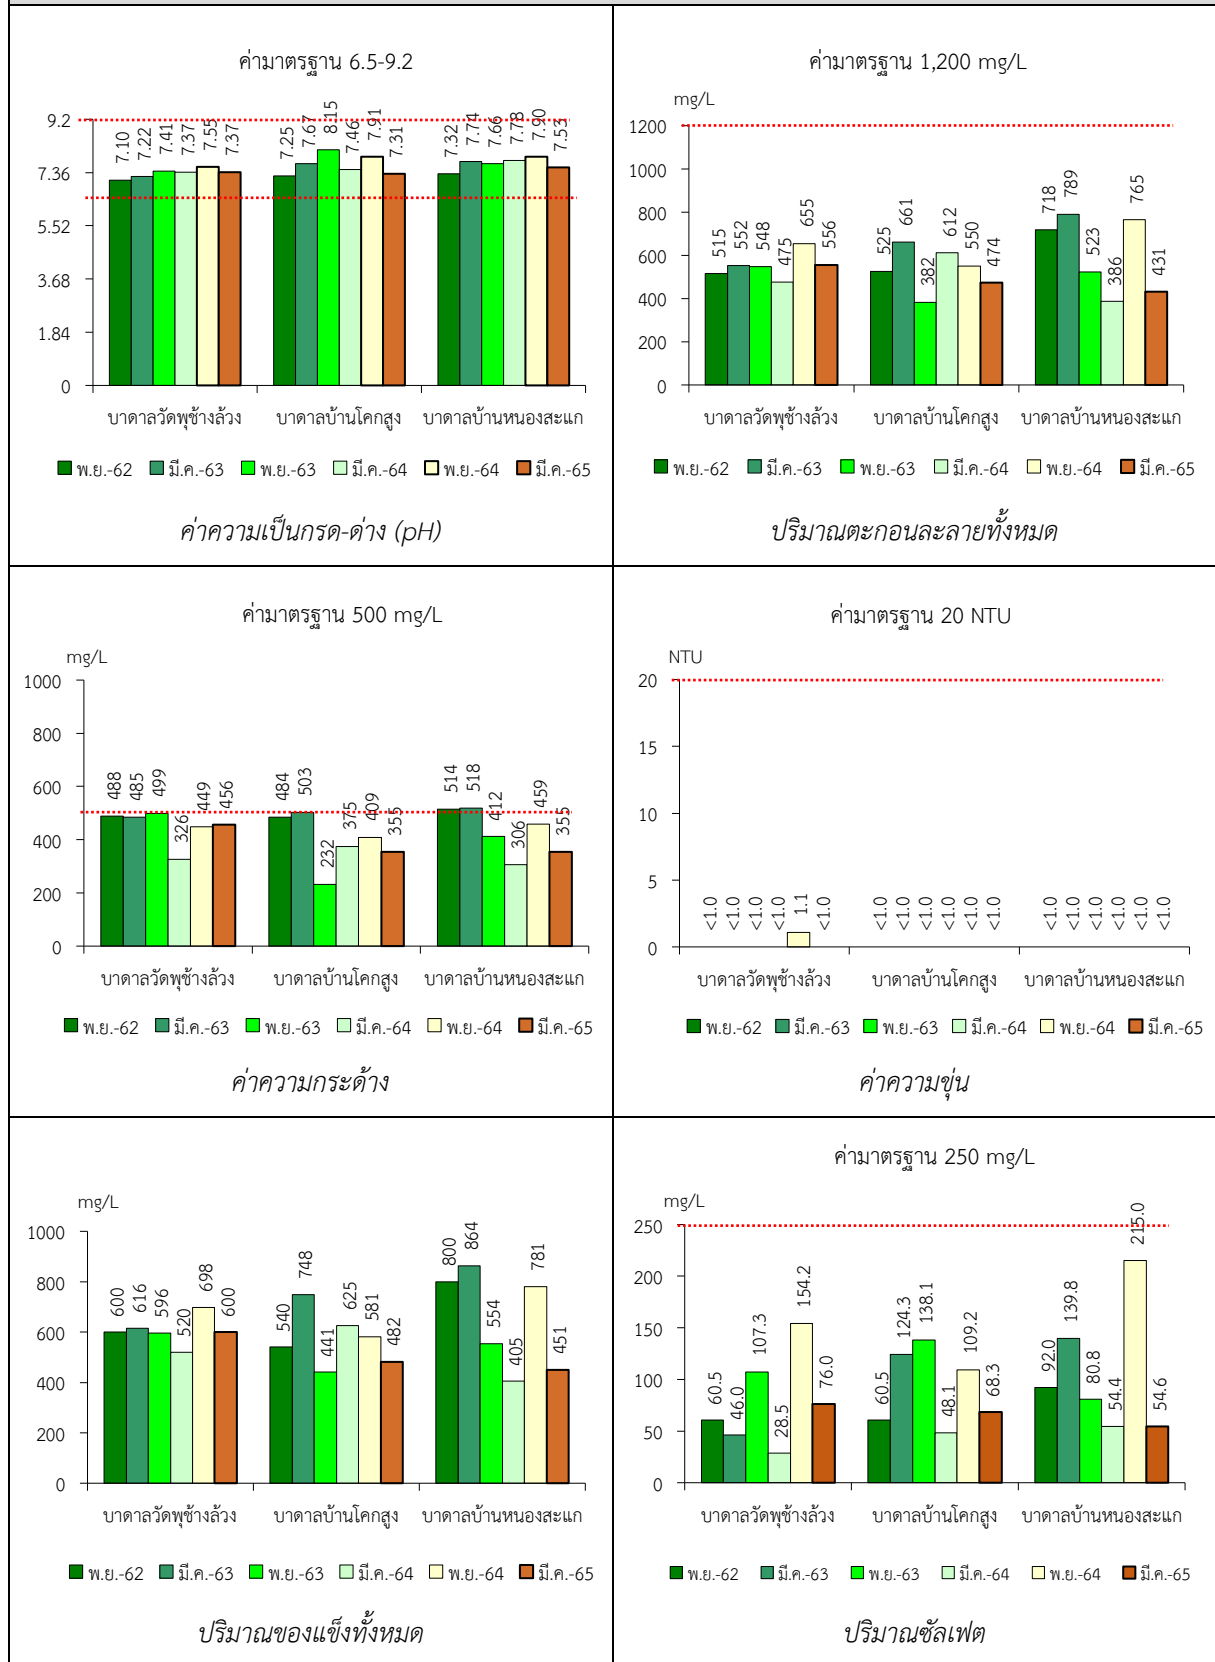 ค่ามาตรฐาน 6.5-9.2
9.2
7.36
5.52
3.68
1.84
0
7.10 7.22 7.41 7.37 7.55 7.37
7.25 7.67 8.15 7.46 7.91 7.31
7.32 7.74 7.66 7.78 7.90 7.53
บาดาลวัดพุช้างล้วง บาดาลบ้านโคกสูง บาดาลบ้านหนองสะแก
พ.ย.-62 มี.ค.-63 พ.ย.-63 มี.ค.-64 พ.ย.-64 มี.ค.-65
ค่าความเป็นกรด-ด่าง (pH)
ค่ามาตรฐาน 1,200 mg/L
mg/L
1200
1000
800
600
400
200
0
515 552 548 475 655 556
525 661 382 612 550 474
718 789 523 386 765 431
บาดาลวัดพุช้างล้วง บาดาลบ้านโคกสูง บาดาลบ้านหนองสะแก
พ.ย.-62 มี.ค.-63 พ.ย.-63 มี.ค.-64 พ.ย.-64 มี.ค.-65
ปริมาณตะกอนละลายทั้งหมด
ค่ามาตรฐาน 500 mg/L
mg/L
1000
800
600
400
200
0
488 485 499 326 449 456
484 503 232 375 409 355
514 518 412 306 459 355
บาดาลวัดพุช้างล้วง บาดาลบ้านโคกสูง บาดาลบ้านหนองสะแก
พ.ย.-62 มี.ค.-63 พ.ย.-63 มี.ค.-64 พ.ย.-64 มี.ค.-65
ค่าความกระด้าง
ค่ามาตรฐาน 20 NTU
NTU
20
15
10
5
0
<1.0 <1.0 <1.0 <1.0 1.1 <1.0
<1.0 <1.0 <1.0 <1.0 <1.0 <1.0
<1.0 <1.0 <1.0 <1.0 <1.0 <1.0
บาดาลวัดพุช้างล้วง บาดาลบ้านโคกสูง บาดาลบ้านหนองสะแก
พ.ย.-62 มี.ค.-63 พ.ย.-63 มี.ค.-64 พ.ย.-64 มี.ค.-65
ค่าความขุ่น
mg/L
1000
800
600
400
200
0
600 616 596 520 698 600
540 748 441 625 581 482
800 864 554 405 781 451
บาดาลวัดพุช้างล้วง บาดาลบ้านโคกสูง บาดาลบ้านหนองสะแก
พ.ย.-62 มี.ค.-63 พ.ย.-63 มี.ค.-64 พ.ย.-64 มี.ค.-65
ปริมาณของแข็งทั้งหมด
ค่ามาตรฐาน 250 mg/L
mg/L
250
200
150
100
50
0
60.5 46.0 107.3 28.5 154.2 76.0
60.5 124.3 138.1 48.1 109.2 68.3
92.0 139.8 80.8 54.4 215.0 54.6
บาดาลวัดพุช้างล้วง บาดาลบ้านโคกสูง บาดาลบ้านหนองสะแก
พ.ย.-62 มี.ค.-63 พ.ย.-63 มี.ค.-64 พ.ย.-64 มี.ค.-65
ปริมาณซัลเฟต